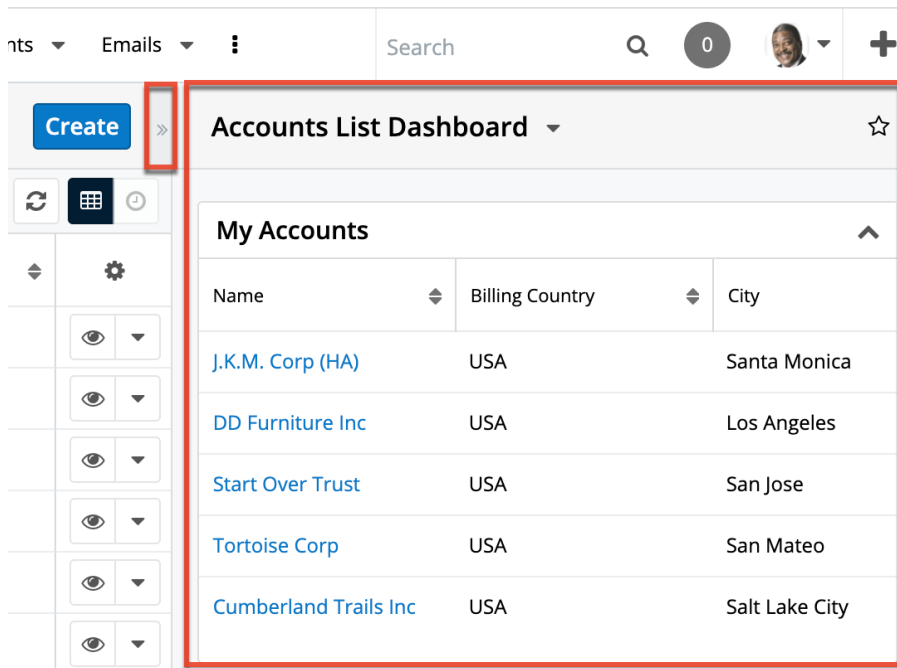 nts Emails Search 0
Create » Accounts List Dashboard
My Accounts
Name Billing Country City
J.K.M. Corp (HA) USA Santa Monica
DD Furniture Inc USA Los Angeles
Start Over Trust USA San Jose
Tortoise Corp USA San Mateo
Cumberland Trails Inc USA Salt Lake City